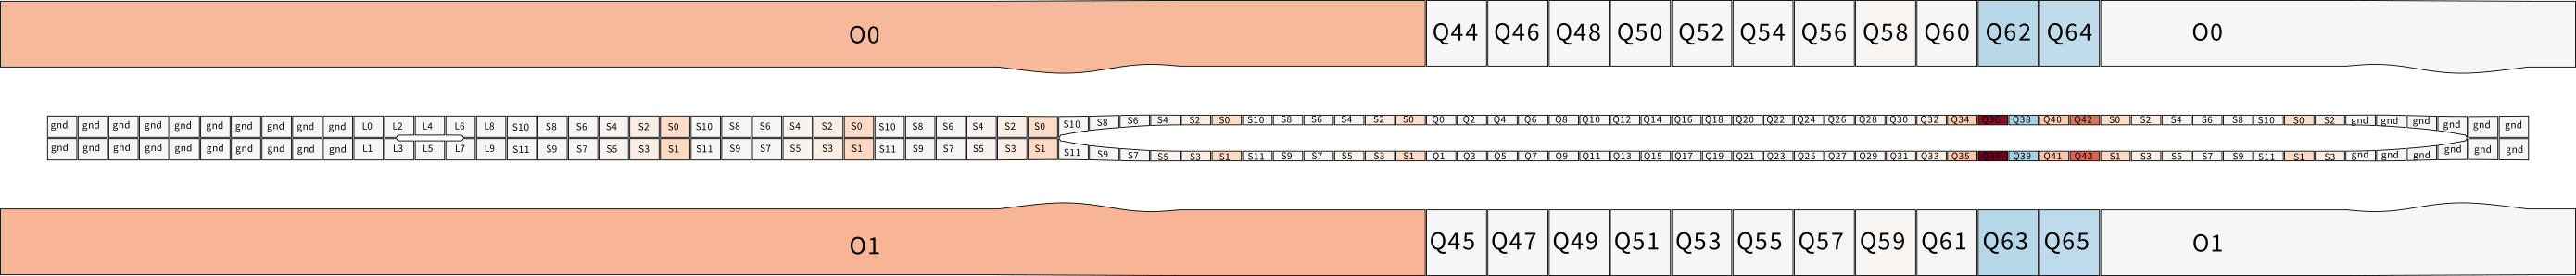 O0 Q44 Q46 Q48 Q50 Q52 Q54 Q56 Q58 Q60 Q62 Q64 O0
gnd gnd gnd gnd gnd gnd gnd gnd gnd gnd L0 L2 L4 L6 L8 S10 S8 S6 S4 S2 S0 S10 S8 S6 S4 S2 S0 S10 S8 S6 S4 S2 S0 S10 S8 S6 S4 S2 S0 S10 S8 S6 S4 S2 S0 Q0 Q2 Q4 Q6 Q8 Q10 Q12 Q14 Q16 Q18 Q20 Q22 Q24 Q26 Q28 Q30 Q32 Q34 Q36 Q38 Q40 Q42 S0 S2 S4 S6 S8 S10 S0 S2 gnd gnd gnd gnd gnd gnd
gnd gnd gnd gnd gnd gnd gnd gnd gnd gnd L1 L3 L5 L7 L9 S11 S9 S7 S5 S3 S1 S11 S9 S7 S5 S3 S1 S11 S9 S7 S5 S3 S1 S11 S9 S7 S5 S3 S1 S11 S9 S7 S5 S3 S1 Q1 Q3 Q5 Q7 Q9 Q11 Q13 Q15 Q17 Q19 Q21 Q23 Q25 Q27 Q29 Q31 Q33 Q35 Q37 Q39 Q41 Q43 S1 S3 S5 S7 S9 S11 S1 S3 gnd gnd gnd gnd gnd gnd
O1 Q45 Q47 Q49 Q51 Q53 Q55 Q57 Q59 Q61 Q63 Q65 O1